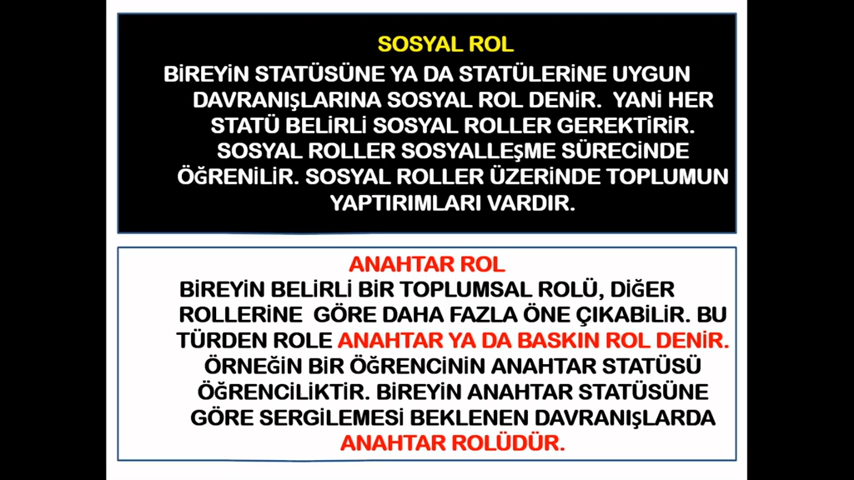 SOSYAL ROL
BİREYİN STATÜSÜNE YA DA STATÜLERİNE UYGUN
DAVRANIŞLARINA SOSYAL ROL DENİR. YANİ HER
STATÜ BELİRLİ SOSYAL ROLLER GEREKTİRİR.
SOSYAL ROLLER SOSYALLEŞME SÜRECİNDE
ÖĞRENİLİR. SOSYAL ROLLER ÜZERİNDE TOPLUMUN
YAPTIRIMLARI VARDIR.
ANAHTAR ROL
BİREYİN BELİRLİ BİR TOPLUMSAL ROLÜ, DİĞER
ROLLERİNE GÖRE DAHA FAZLA ÖNE ÇIKABİLİR. BU
TÜRDEN ROLE ANAHTAR YA DA BASKIN ROL DENİR.
ÖRNEĞİN BİR ÖĞRENCİNİN ANAHTAR STATÜSÜ
ÖĞRENCİLİKTİR. BİREYİN ANAHTAR STATÜSÜNE
GÖRE SERGİLEMESİ BEKLENEN DAVRANIŞLARDA
ANAHTAR ROLÜDÜR.